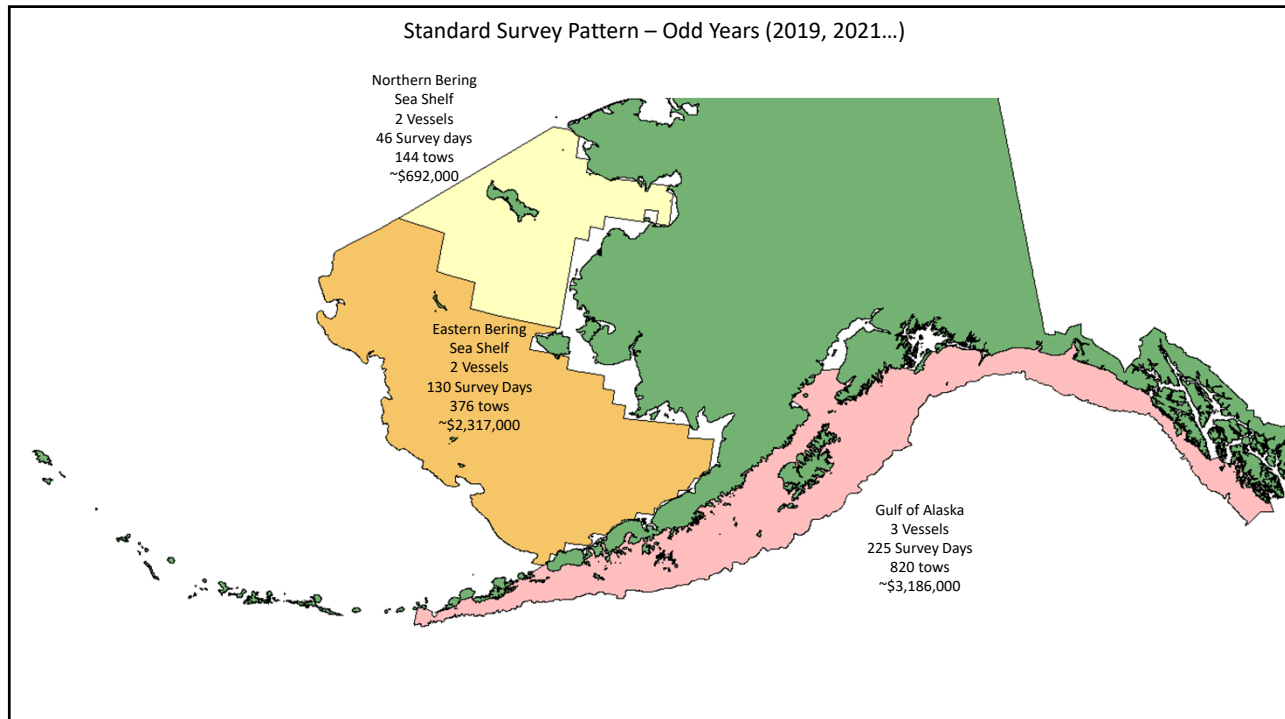 Standard Survey Pattern – Odd Years (2019, 2021…)
Northern Bering
Sea Shelf
2 Vessels
46 Survey days
144 tows
~$692,000
Eastern Bering
Sea Shelf
2 Vessels
130 Survey Days
376 tows
~$2,317,000
Gulf of Alaska
3 Vessels
225 Survey Days
820 tows
~$3,186,000